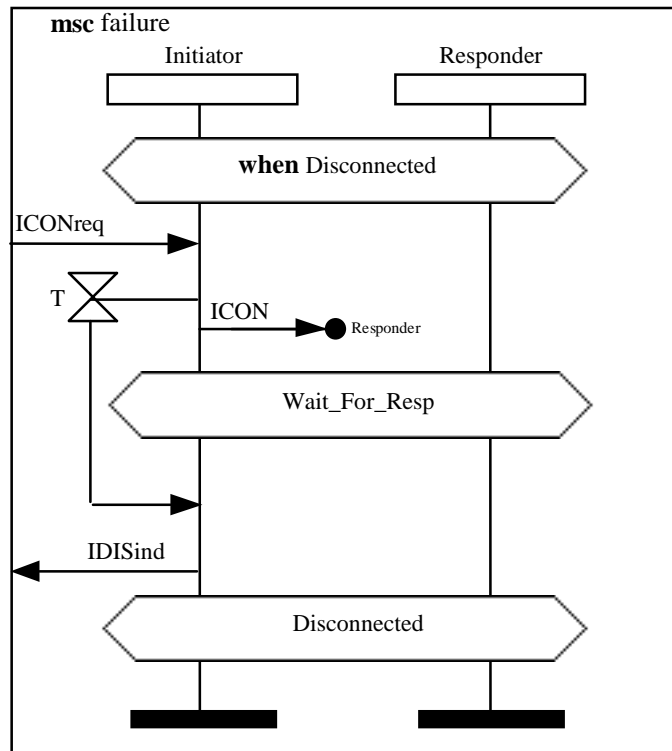 msc failure
Initiator
Responder
when Disconnected
ICONreq
T
ICON
Responder
Wait_For_Resp
IDISind
Disconnected